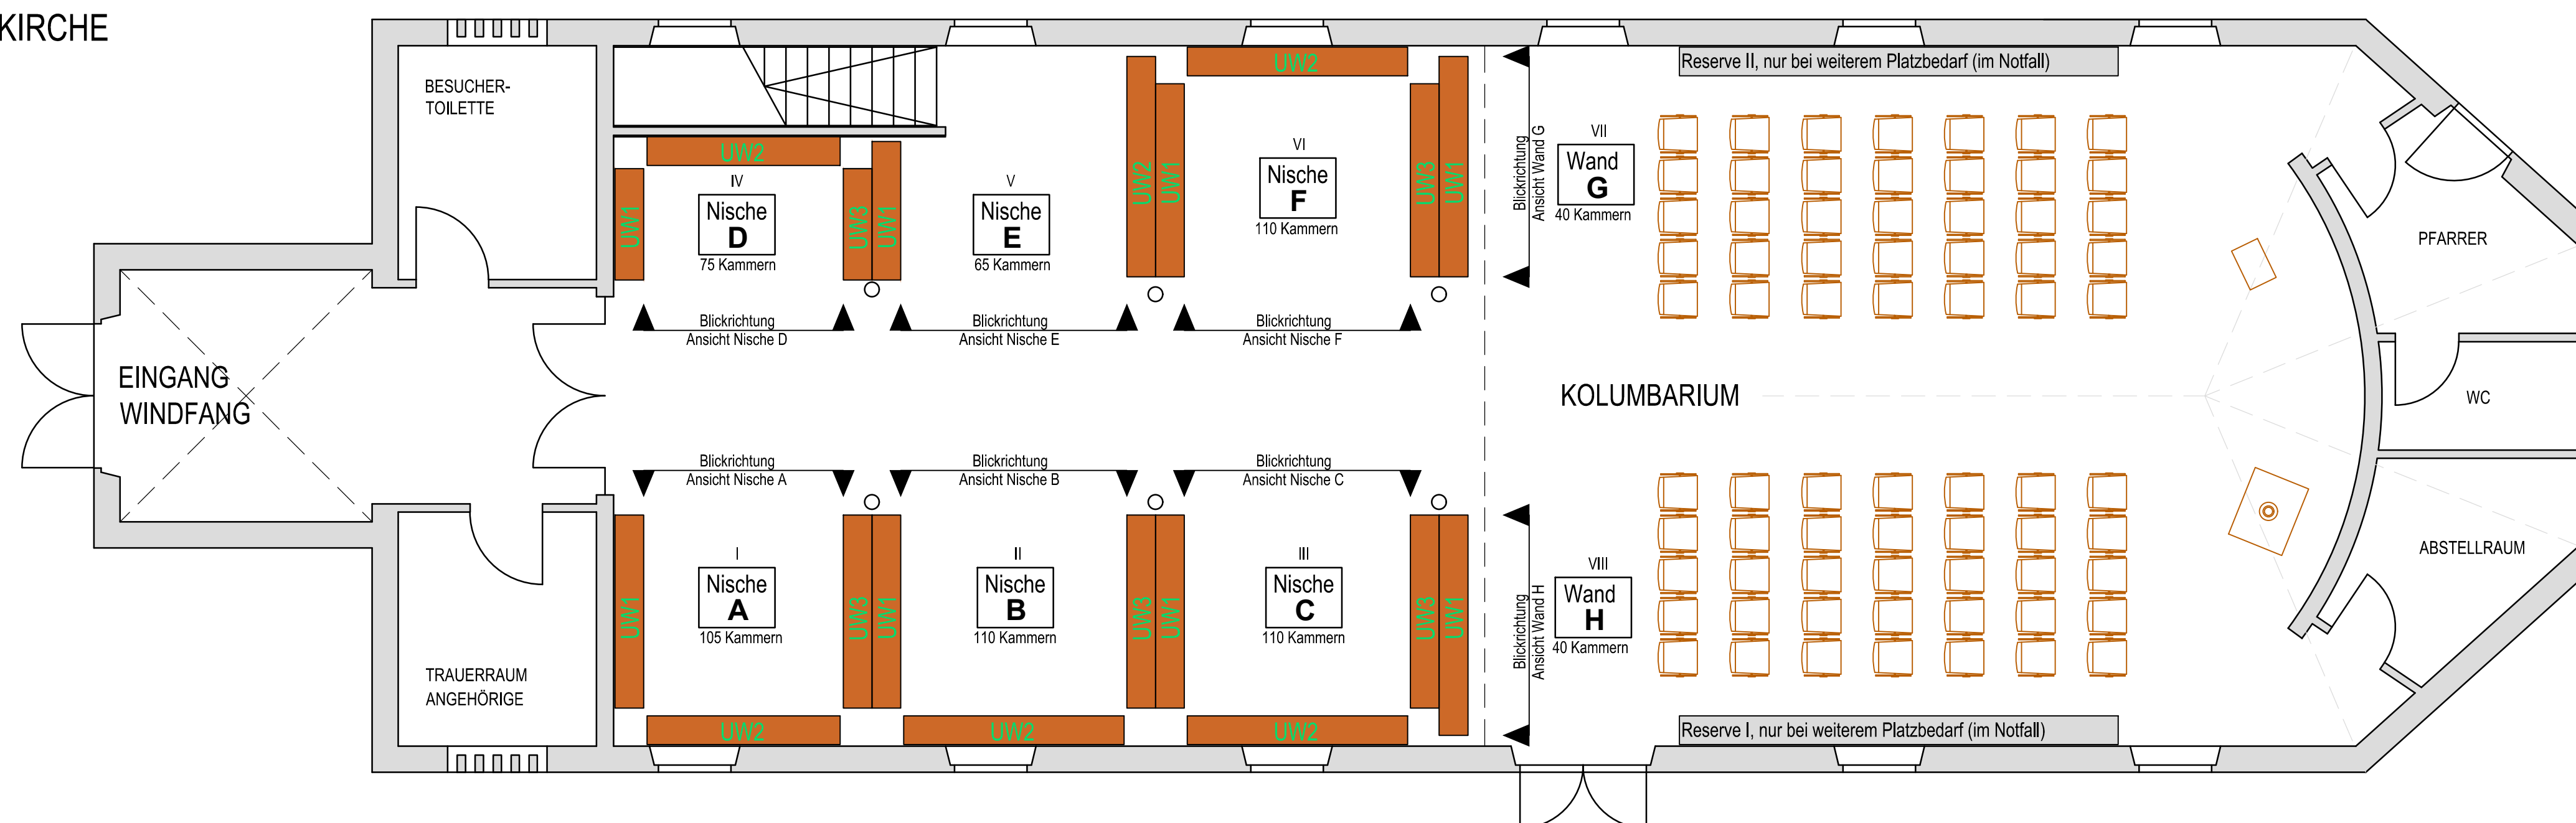 KIRCHE
BESUCHER-
TOILETTE
EINGANG
WINDFANG
TRAUERRAUM
ANGEHÖRIGE
UW2
UW1
UW3
UW1
IV
Nische
D
75 Kammern
Blickrichtung
Ansicht Nische D
V
Nische
E
65 Kammern
Blickrichtung
Ansicht Nische E
UW2
UW1
UW2
VI
Nische
F
110 Kammern
Blickrichtung
Ansicht Nische F
UW3
UW1
Blickrichtung
Ansicht Wand G
VII
Wand
G
40 Kammern
Reserve II, nur bei weiterem Platzbedarf (im Notfall)
KOLUMBARIUM
PFARRER
WC
ABSTELLRAUM
Blickrichtung
Ansicht Nische A
UW1
I
Nische
A
105 Kammern
UW2
UW3
UW1
Blickrichtung
Ansicht Nische B
II
Nische
B
110 Kammern
UW2
UW3
UW1
Blickrichtung
Ansicht Nische C
III
Nische
C
110 Kammern
UW2
UW3
UW1
Blickrichtung
Ansicht Wand H
VIII
Wand
H
40 Kammern
Reserve I, nur bei weiterem Platzbedarf (im Notfall)